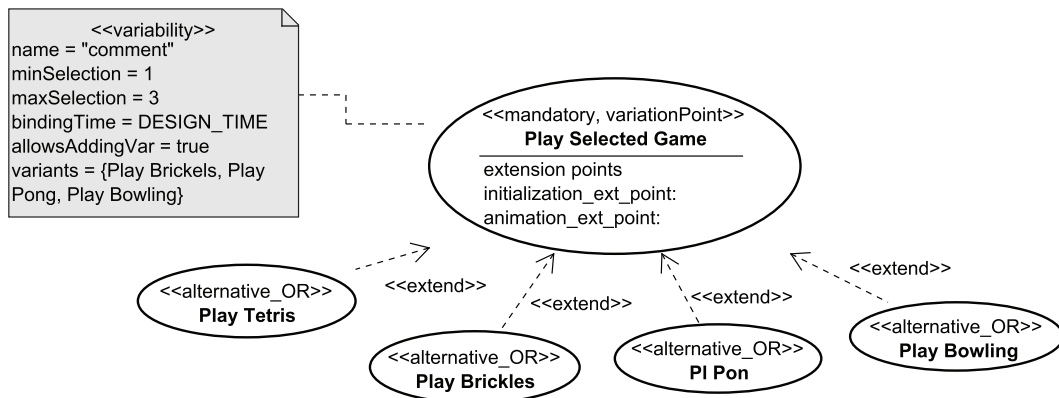 <<variability>>
name = "comment"
minSelection = 1
maxSelection = 3
bindingTime = DESIGN_TIME
allowsAddingVar = true
variants = {Play Brickels, Play
Pong, Play Bowling}
<<mandatory, variationPoint>>
Play Selected Game
extension points
initialization_ext_point:
animation_ext_point:
<<extend>>
<<extend>>
<<extend>>
<<extend>>
<<alternative_OR>>
Play Tetris
<<alternative_OR>>
Play Brickles
<<alternative_OR>>
Pl Pon
<<alternative_OR>>
Play Bowling